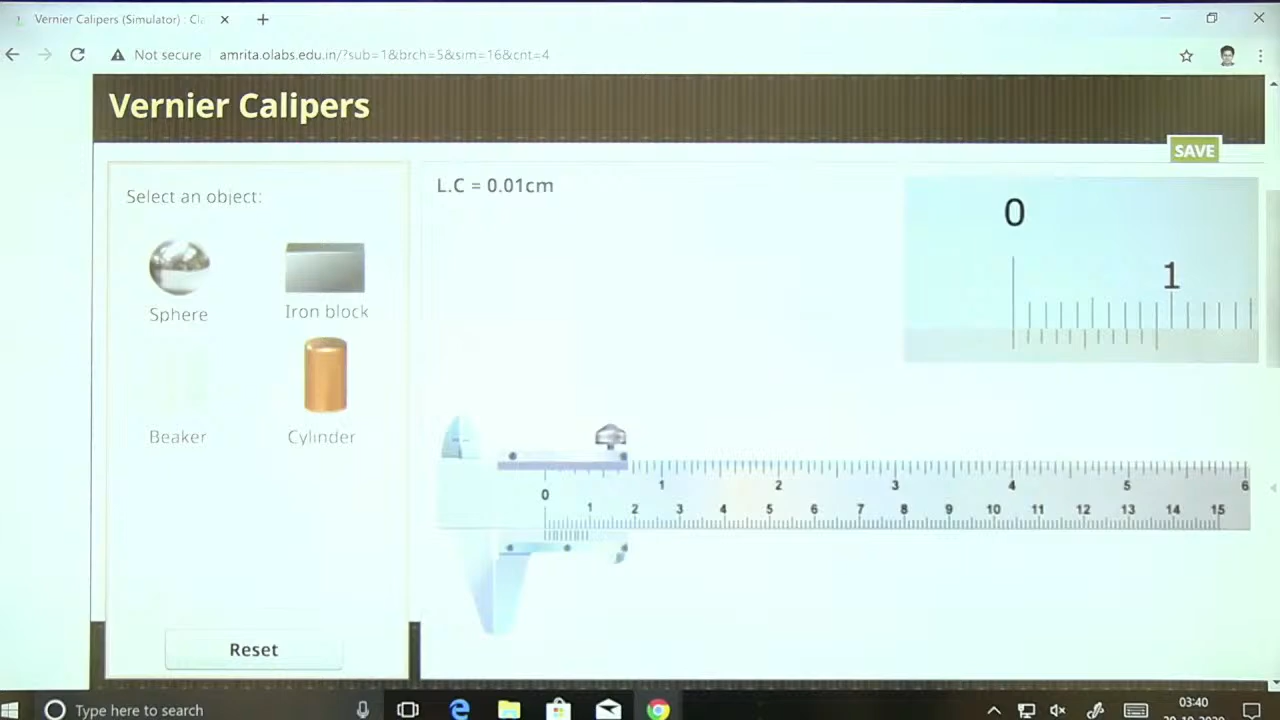 Vernier Calipers (Simulator) : Cla
Not secure
amrita.olabs.edu.in/?sub=1&brch=5&sim=16&cnt=4
Vernier Calipers
SAVE
Select an object:
L.C = 0.01cm
Sphere
Iron block
Beaker
Cylinder
0
1
0
1 2 3 4 5 6
1 2 3 4 5 6 7 8 9 10 11 12 13 14 15
Reset
Type here to search
03:40